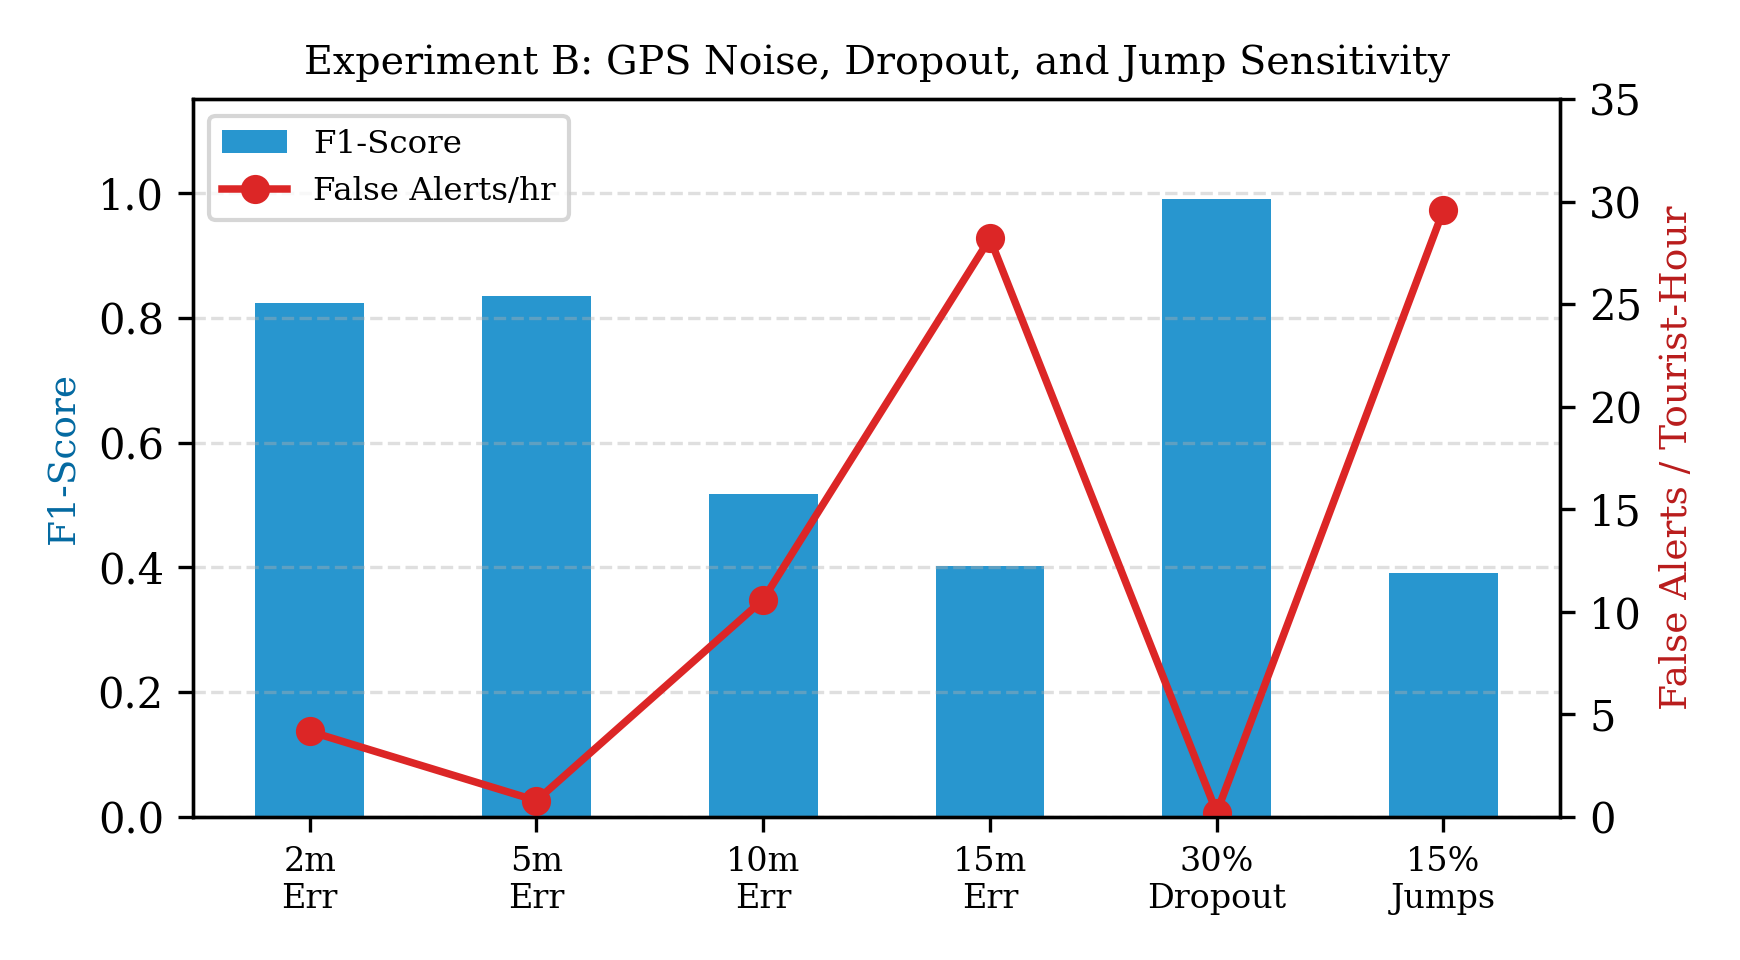 Experiment B: GPS Noise, Dropout, and Jump Sensitivity
F1-Score
False Alerts/hr
F1-Score
1.0
0.8
0.6
0.4
0.2
0.0
35
30
25
20
15
10
5
0
False Alerts / Tourist-Hour
2m
Err
5m
Err
10m
Err
15m
Err
30%
Dropout
15%
Jumps